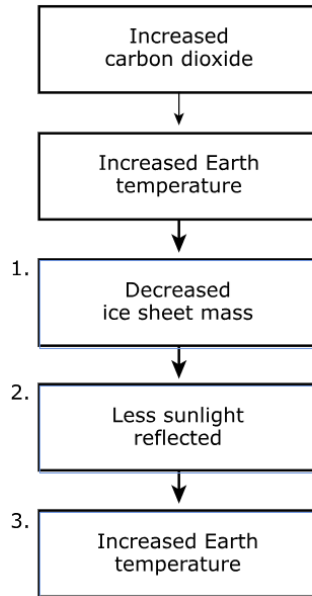 Increased
carbon dioxide
Increased Earth
temperature
1.
Decreased
ice sheet mass
2.
Less sunlight
reflected
3.
Increased Earth
temperature